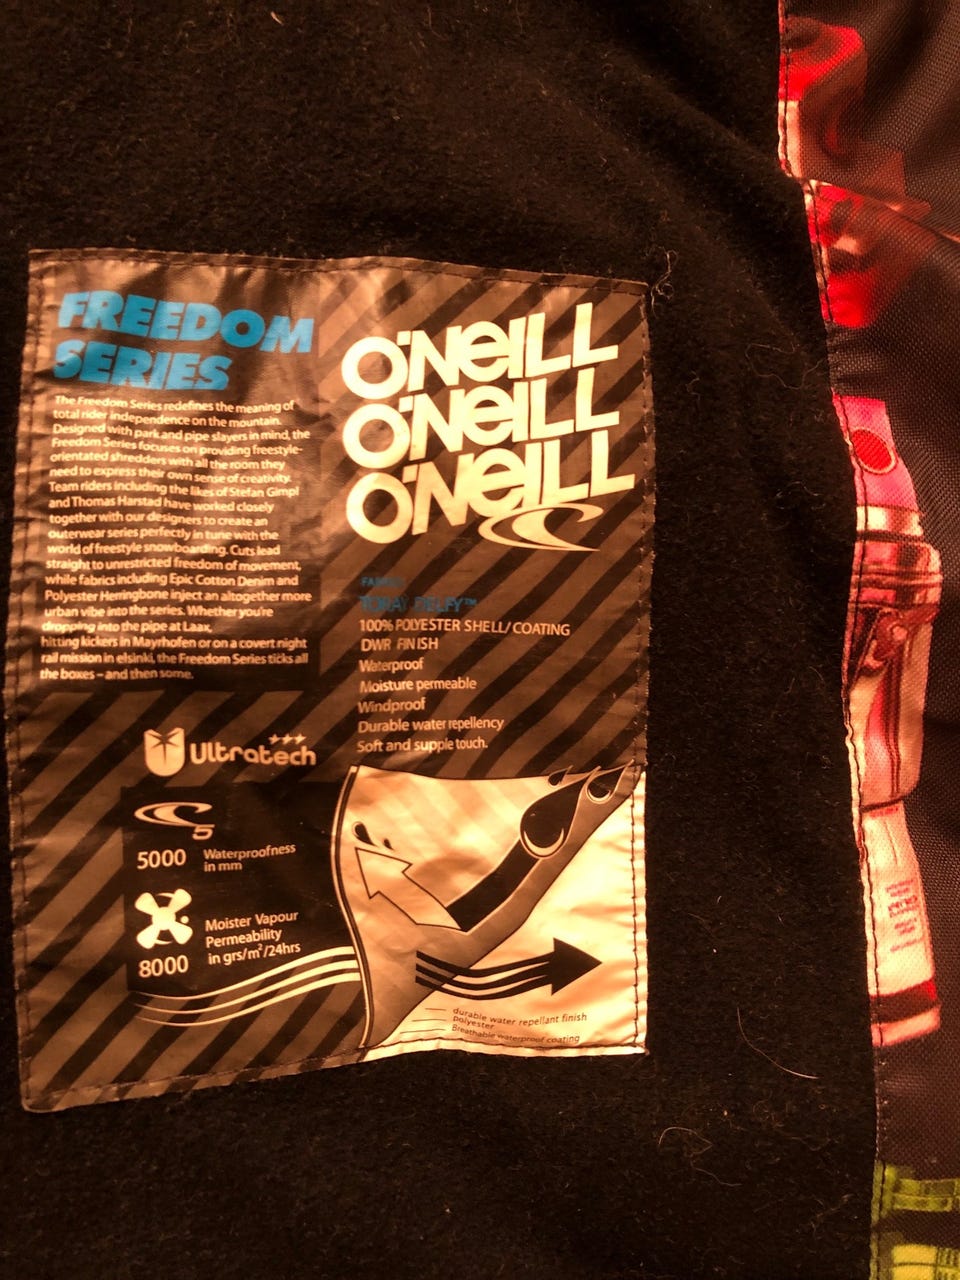 FREEDOM
SERIES
The Freedom Series redefines the meaning of
total rider independence on the mountain.
Designed with park and pipe slayers in mind, the
Freedom Series focuses on providing freestyle-
orientated shredders with all the room they
need to express their own sense of creativity.
Team riders including the likes of Stefan Gimpl
and Thomas Harstad have worked closely
together with our designers to create an
outerwear series perfectly in tune with the
world of freestyle snowboarding. Cuts lead
straight to unrestricted freedom of movement,
while fabrics including Epic Cotton Denim and
Polyester Herringbone inject an altogether more
urban vibe into the series. Whether you're
dropping into the pipe at Laax,
hitting kickers in Mayrhofen or on a covert night
rail mission in elsinki, the Freedom Series ticks all
the boxes – and then some.
O'NEILL
O'NEILL
O'NEILL
TORAY DELFY™
100% POLYESTER SHELL/COATING
DWR FINISH
Waterproof
Moisture permeable
Windproof
Durable water repellency
Soft and supple touch.
Ultratech
5
5000 Waterproofness
in mm
Moister Vapour
Permeability
8000 in grs/m²/24hrs
durable water repellant finish
polyester
Breathable waterproof coating